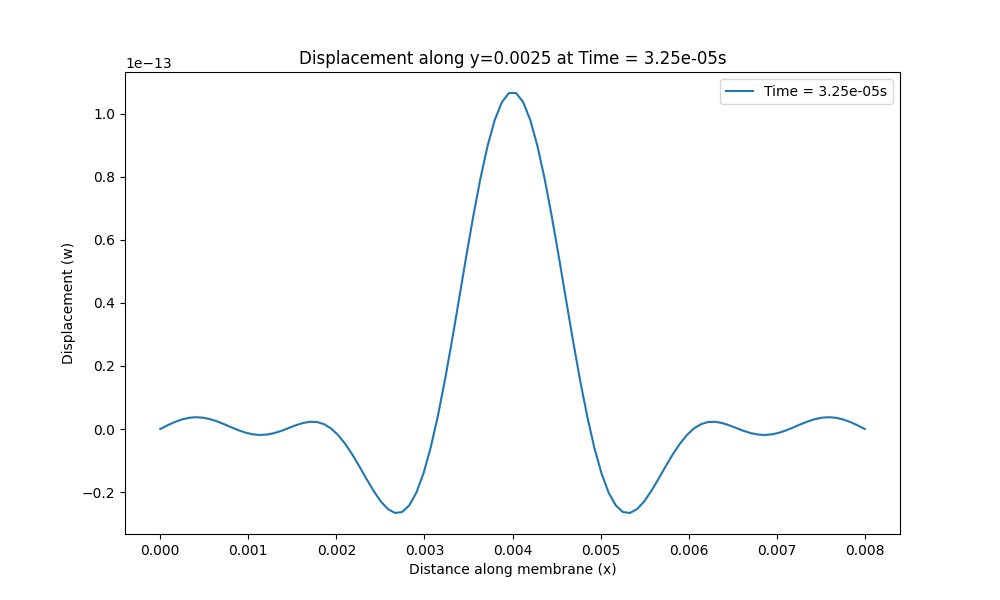 Displacement along y=0.0025 at Time = 3.25e-05s
1e−13
Time = 3.25e-05s
1.0
0.8
0.6
0.4
0.2
0.0
−0.2
Displacement (w)
0.000 0.001 0.002 0.003 0.004 0.005 0.006 0.007 0.008
Distance along membrane (x)